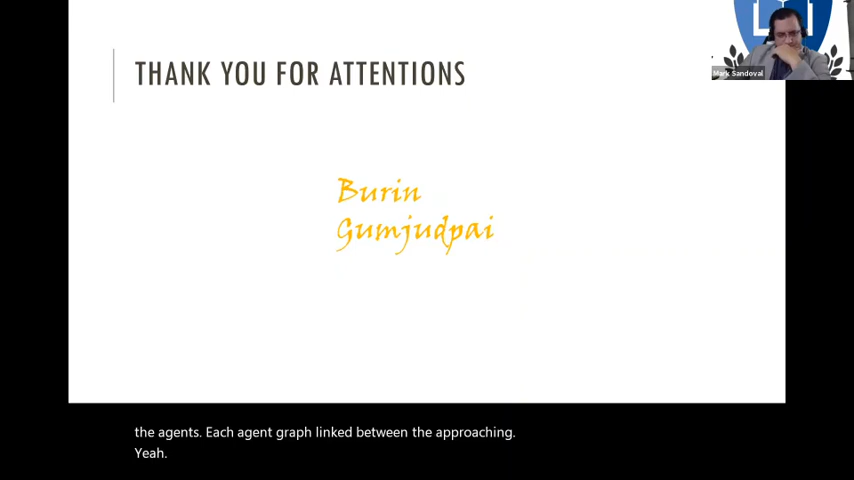 THANK YOU FOR ATTENTIONS
Mark Sandoval
Burin
Gumjudpai
the agents. Each agent graph linked between the approaching.
Yeah.